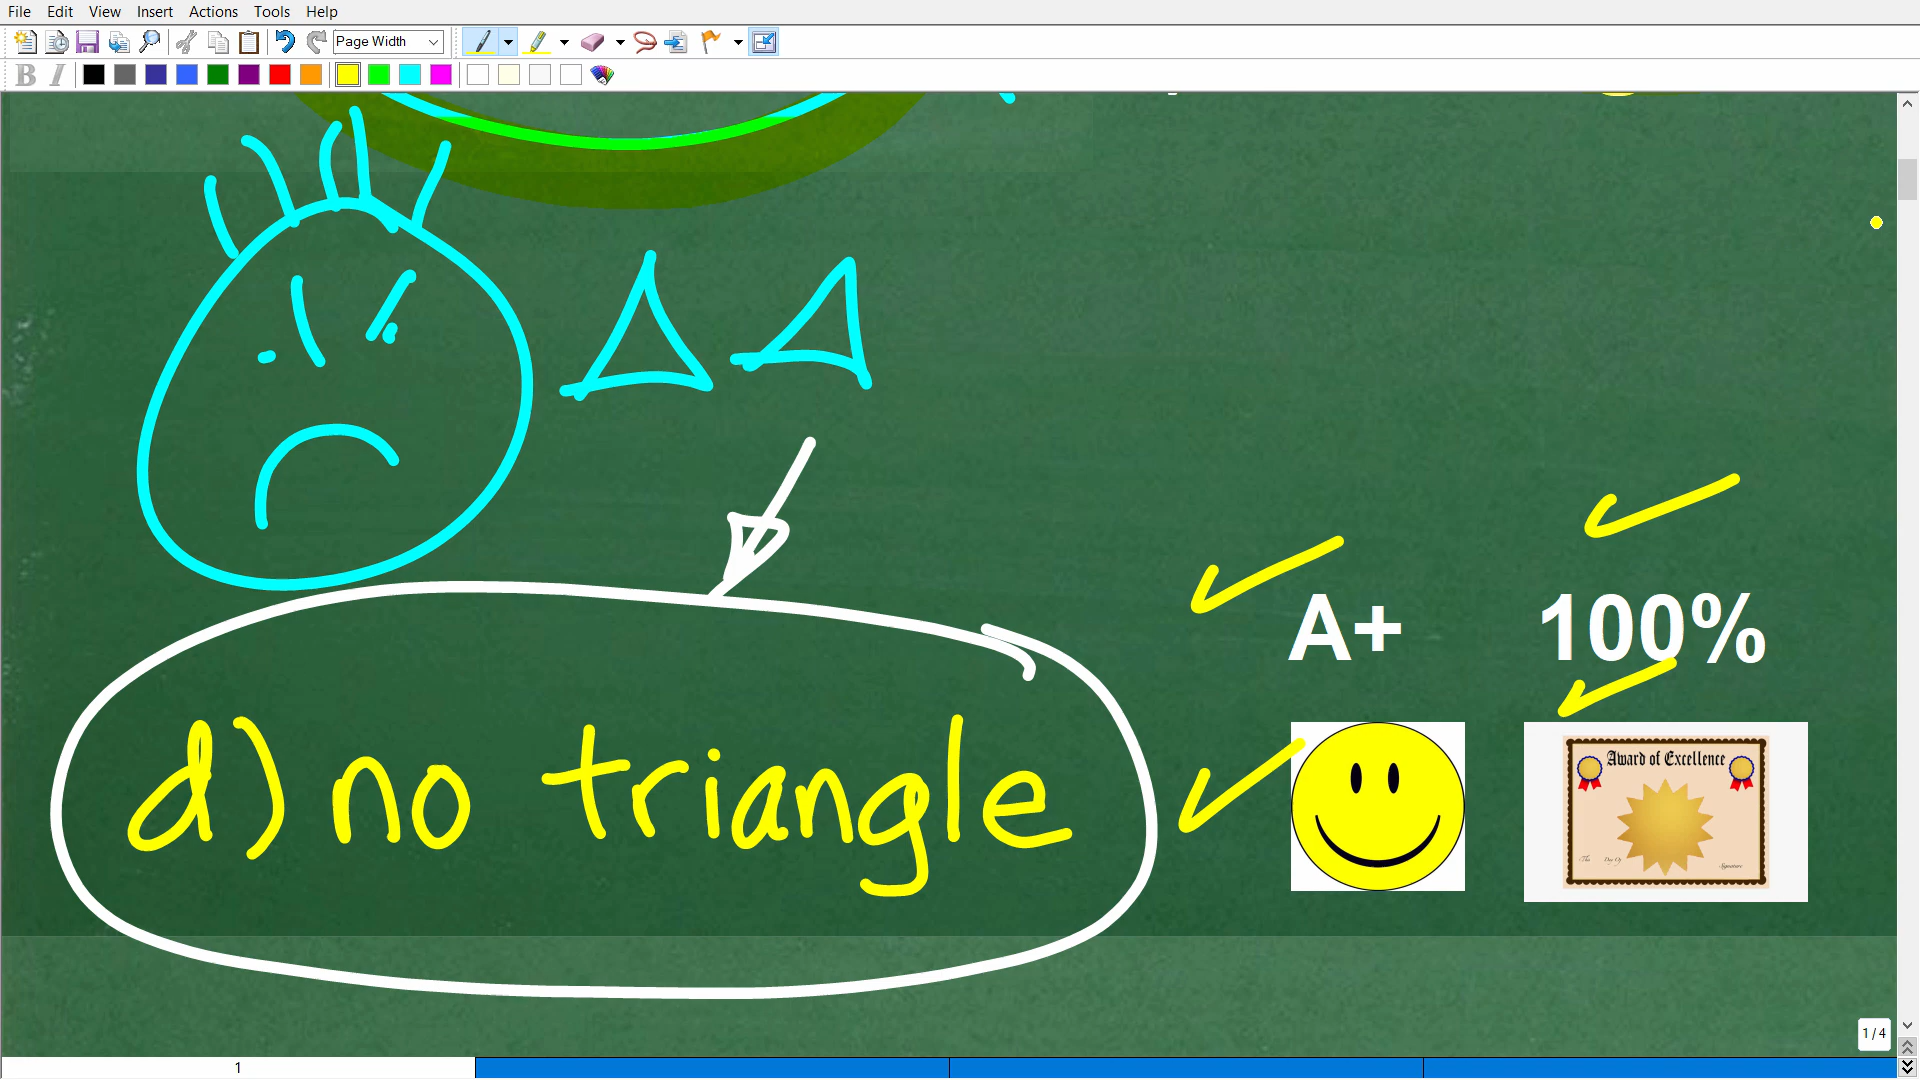 File Edit View Insert Actions Tools Help
Page Width
B I
A+ 100%
d) no triangle
Award of Excellence
1 / 4
1